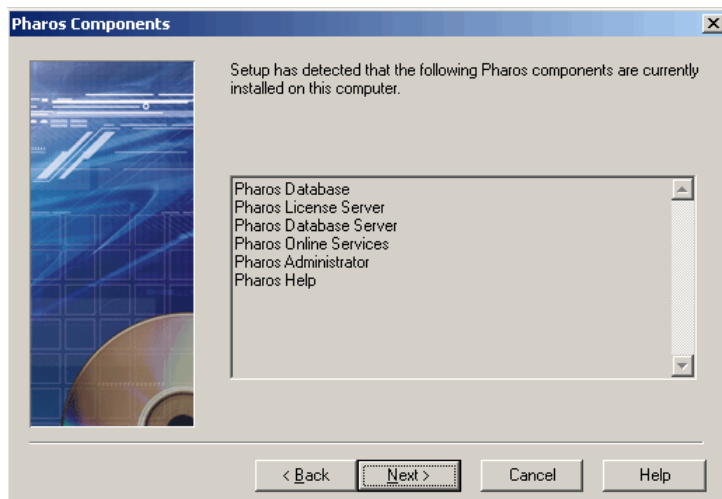 Pharos Components
Setup has detected that the following Pharos components are currently
installed on this computer.
Pharos Database
Pharos License Server
Pharos Database Server
Pharos Online Services
Pharos Administrator
Pharos Help
< Back
Next >
Cancel
Help